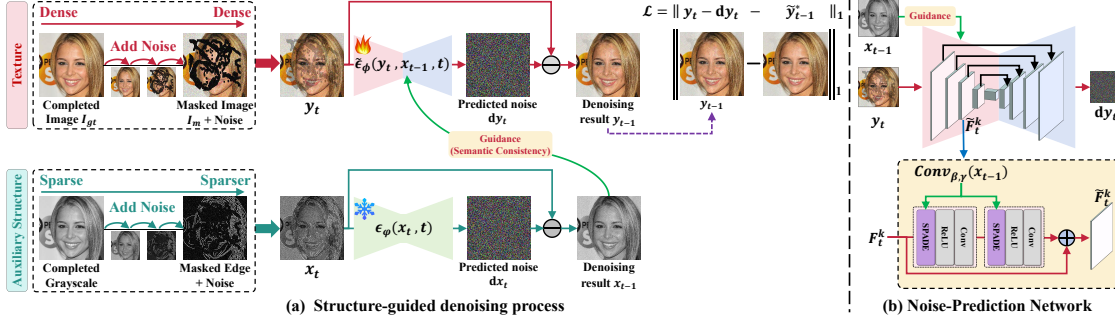 Texture
Dense
Dense
Add Noise
Completed
Image I_gt
Masked Image
I_m + Noise
y_t
ϵ̃_ϕ(y_t, x_{t−1}, t)
Predicted noise
dy_t
Denoising
result y_{t−1}
ℒ = ‖ y_t − dy_t − ỹ*_{t−1} ‖_1
−
1
y_{t−1}
Guidance
(Semantic Consistency)
Auxiliary Structure
Sparse
Sparser
Add Noise
Completed
Grayscale
Masked Edge
+ Noise
x_t
ϵ_φ(x_t, t)
Predicted noise
dx_t
Denoising
result x_{t−1}
(a) Structure-guided denoising process
Guidance
x_{t−1}
y_t
F̃_t^k
dy_t
Conv_{β,γ}(x_{t−1})
F_t^k
SPADE
ReLU
Conv
SPADE
ReLU
Conv
F̃_t^k
(b) Noise-Prediction Network